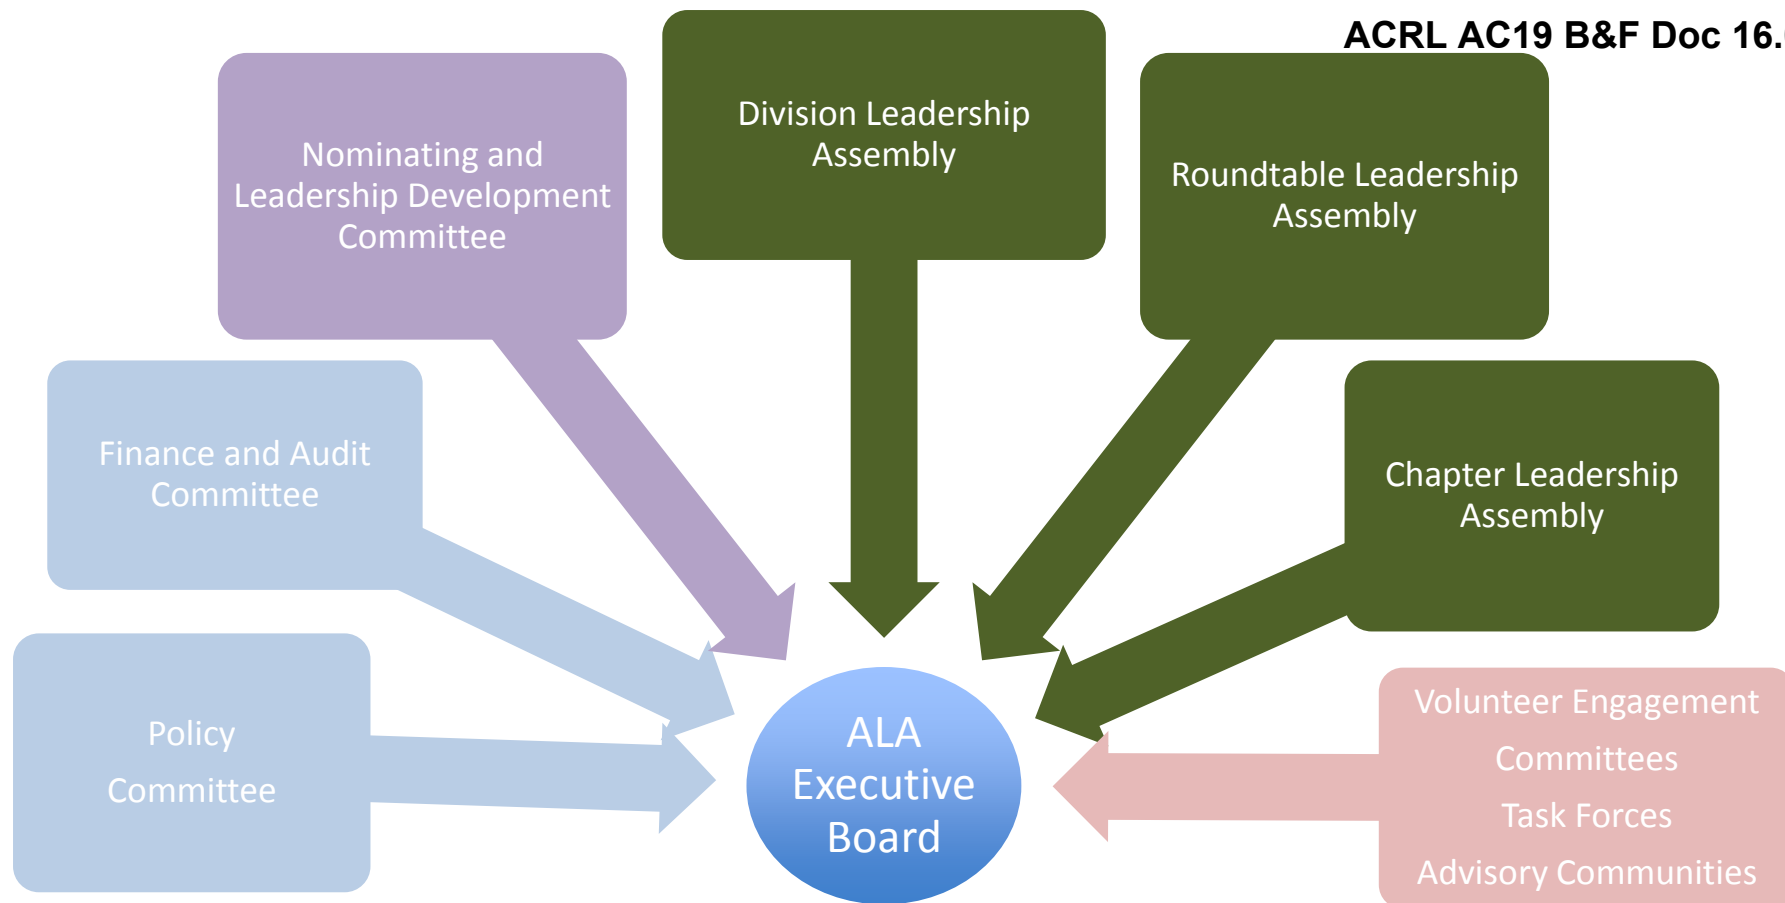 ACRL AC19 B&F Doc 16.
Division Leadership
Assembly
Nominating and
Leadership Development
Committee
Roundtable Leadership
Assembly
Finance and Audit
Committee
Chapter Leadership
Assembly
Policy
Committee
ALA
Executive
Board
Volunteer Engagement
Committees
Task Forces
Advisory Communities